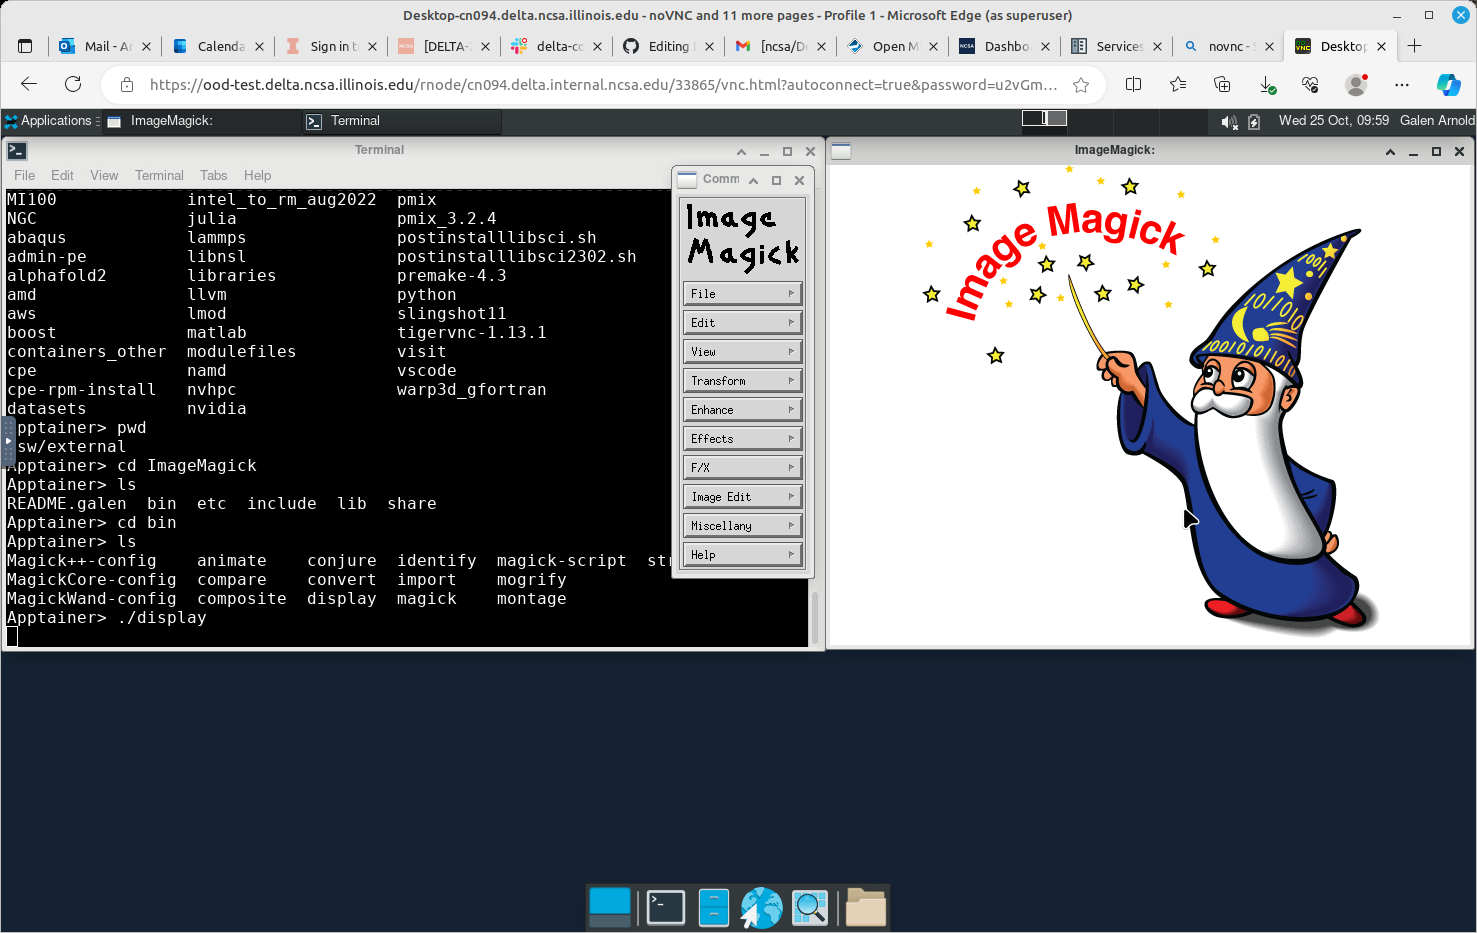 Desktop-cn094.delta.ncsa.illinois.edu - noVNC and 11 more pages - Profile 1 - Microsoft Edge (as superuser)
Mail - Ar
Calenda
Sign in t
[DELTA-
delta-co
Editing
[ncsa/De
Open M
Dashbo
Services
novnc -
Desktop
https://ood-test.delta.ncsa.illinois.edu/rnode/cn094.delta.internal.ncsa.edu/33865/vnc.html?autoconnect=true&password=u2vGm...
Applications
ImageMagick:
Terminal
Wed 25 Oct, 09:59
Galen Arnold
Terminal
File Edit View Terminal Tabs Help
MI100 intel_to_rm_aug2022 pmix
NGC julia pmix_3.2.4
abaqus lammps postinstalllibsci.sh
admin-pe libnsl postinstalllibsci2302.sh
alphafold2 libraries premake-4.3
amd llvm python
aws lmod slingshot11
boost matlab tigervnc-1.13.1
containers_other modulefiles visit
cpe namd vscode
cpe-rpm-install nvhpc warp3d_gfortran
datasets nvidia
Apptainer> pwd
/sw/external
Apptainer> cd ImageMagick
Apptainer> ls
README.galen bin etc include lib share
Apptainer> cd bin
Apptainer> ls
Magick++-config animate conjure identify magick-script str
MagickCore-config compare convert import mogrify
MagickWand-config composite display magick montage
Apptainer> ./display
Comm
Image
Magick
File
Edit
View
Transform
Enhance
Effects
F/X
Image Edit
Miscellany
Help
ImageMagick:
Image Magick
10011
1011010